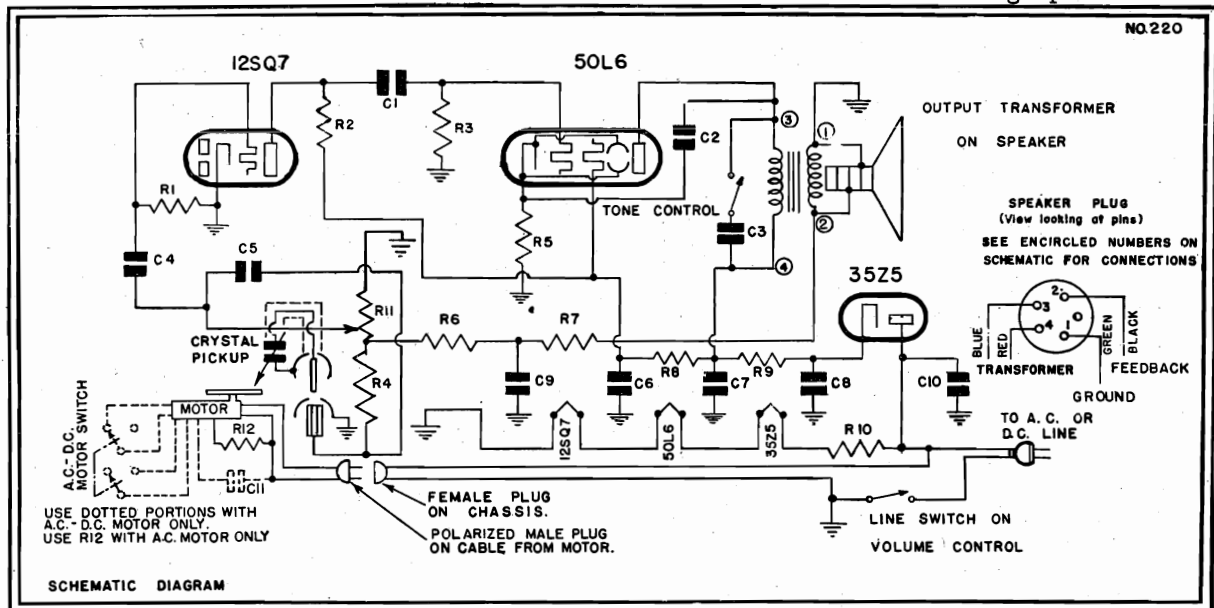 NO.220
12SQ7
50L6
C1
R2
R3
C2
③
①
OUTPUT TRANSFORMER
ON SPEAKER
R1
TONE CONTROL
C3
②
SPEAKER PLUG
(View looking at pins)
SEE ENCIRCLED NUMBERS ON
SCHEMATIC FOR CONNECTIONS
C4
C5
R5
④
35Z5
R11
R6
R7
CRYSTAL
PICKUP
2
3
4
1
BLUE
RED
GREEN
BLACK
TRANSFORMER
FEEDBACK
GROUND
R4
C9
C6
R8
C7
R9
C8
C10
MOTOR
R12
A.C.-D.C.
MOTOR SWITCH
12SQ7
50L6
35Z5
R10
TO A.C. OR
D.C. LINE
C11
USE DOTTED PORTIONS WITH
A.C.-D.C. MOTOR ONLY.
USE R12 WITH A.C. MOTOR ONLY
FEMALE PLUG
ON CHASSIS.
POLARIZED MALE PLUG
ON CABLE FROM MOTOR.
LINE SWITCH ON
VOLUME CONTROL
SCHEMATIC DIAGRAM